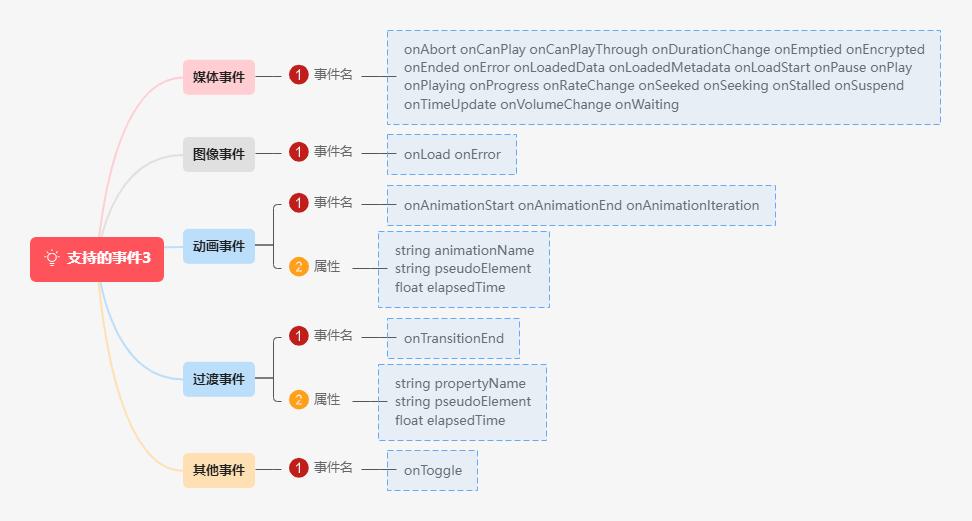 支持的事件3
媒体事件
1 事件名
onAbort onCanPlay onCanPlayThrough onDurationChange onEmptied onEncrypted
onEnded onError onLoadedData onLoadedMetadata onLoadStart onPause onPlay
onPlaying onProgress onRateChange onSeeked onSeeking onStalled onSuspend
onTimeUpdate onVolumeChange onWaiting
图像事件
1 事件名
onLoad onError
动画事件
1 事件名
onAnimationStart onAnimationEnd onAnimationIteration
2 属性
string animationName
string pseudoElement
float elapsedTime
过渡事件
1 事件名
onTransitionEnd
2 属性
string propertyName
string pseudoElement
float elapsedTime
其他事件
1 事件名
onToggle